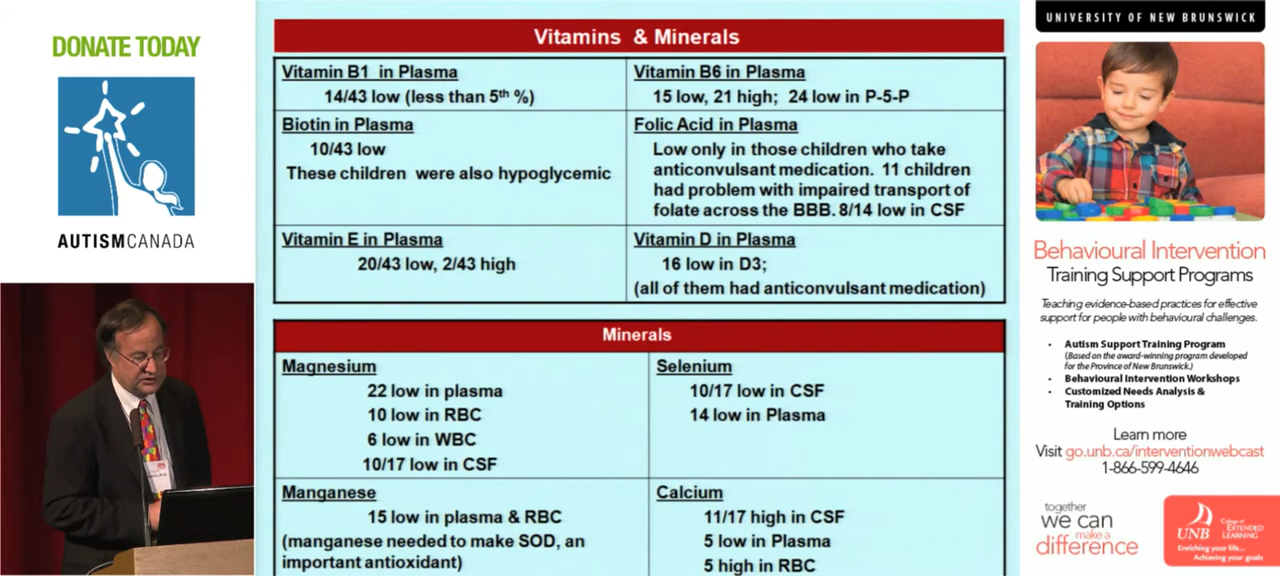 DONATE TODAY
AUTISMCANADA
Vitamins & Minerals
Vitamin B1 in Plasma
14/43 low (less than 5th %)
Vitamin B6 in Plasma
15 low, 21 high; 24 low in P-5-P
Biotin in Plasma
10/43 low
These children were also hypoglycemic
Folic Acid in Plasma
Low only in those children who take
anticonvulsant medication. 11 children
had problem with impaired transport of
folate across the BBB. 8/14 low in CSF
Vitamin E in Plasma
20/43 low, 2/43 high
Vitamin D in Plasma
16 low in D3;
(all of them had anticonvulsant medication)
Minerals
Magnesium
22 low in plasma
10 low in RBC
6 low in WBC
10/17 low in CSF
Selenium
10/17 low in CSF
14 low in Plasma
Manganese
15 low in plasma & RBC
(manganese needed to make SOD, an
important antioxidant)
Calcium
11/17 high in CSF
5 low in Plasma
5 high in RBC
UNIVERSITY OF NEW BRUNSWICK
Behavioural Intervention
Training Support Programs
Teaching evidence-based practices for effective
support for people with behavioural challenges.
• Autism Support Training Program
(Based on the award-winning program developed
for the Province of New Brunswick.)
• Behavioural Intervention Workshops
• Customized Needs Analysis &
Training Options
Learn more
Visit go.unb.ca/interventionwebcast
1-866-599-4646
together
we can
make a
difference
UNB
College of
EXTENDED
LEARNING
Enriching your life...
Achieving your goals